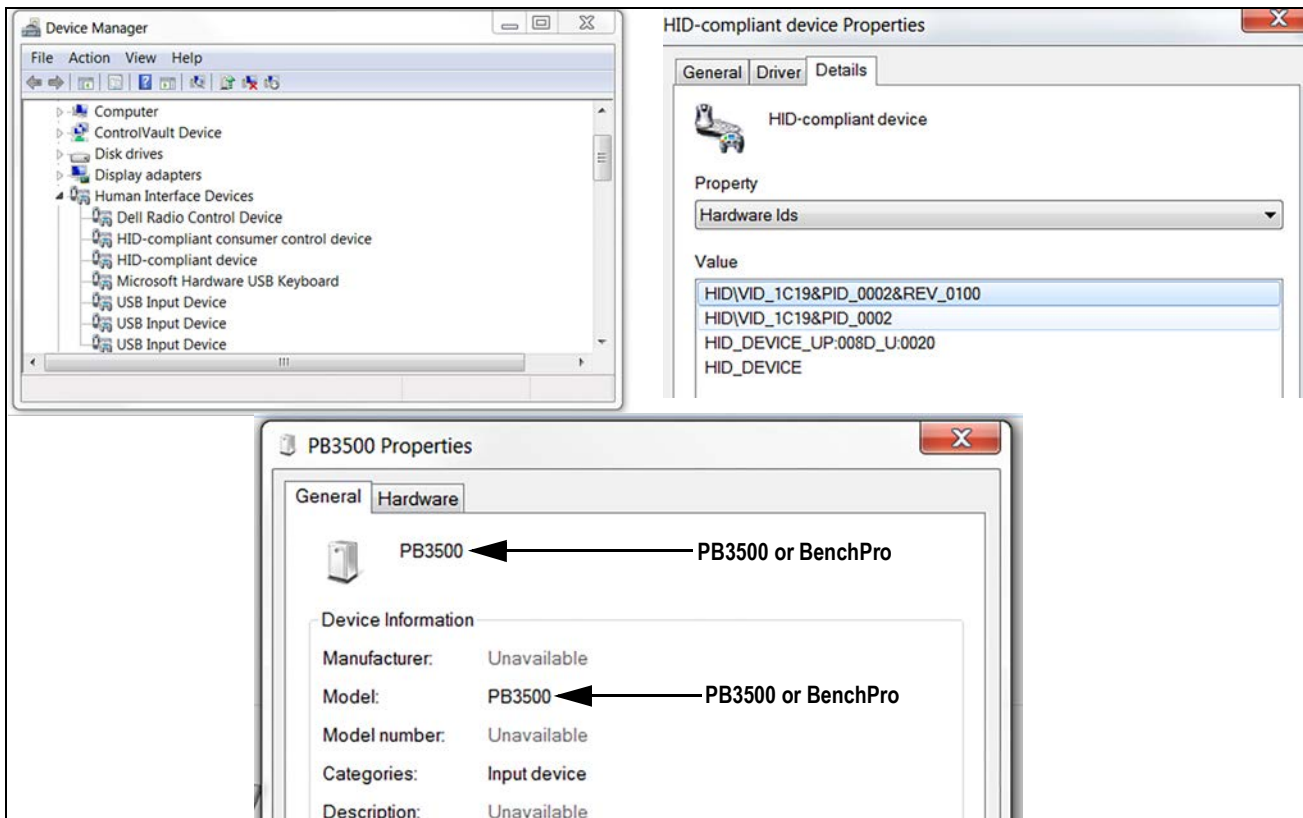 Device Manager
File Action View Help
Computer
ControlVault Device
Disk drives
Display adapters
Human Interface Devices
Dell Radio Control Device
HID-compliant consumer control device
HID-compliant device
Microsoft Hardware USB Keyboard
USB Input Device
USB Input Device
USB Input Device
HID-compliant device Properties
General Driver Details
HID-compliant device
Property
Hardware Ids
Value
HID\VID_1C19&PID_0002&REV_0100
HID\VID_1C19&PID_0002
HID_DEVICE_UP:008D_U:0020
HID_DEVICE
PB3500 Properties
General Hardware
PB3500 PB3500 or BenchPro
Device Information
Manufacturer: Unavailable
Model: PB3500 PB3500 or BenchPro
Model number: Unavailable
Categories: Input device
Description: Unavailable